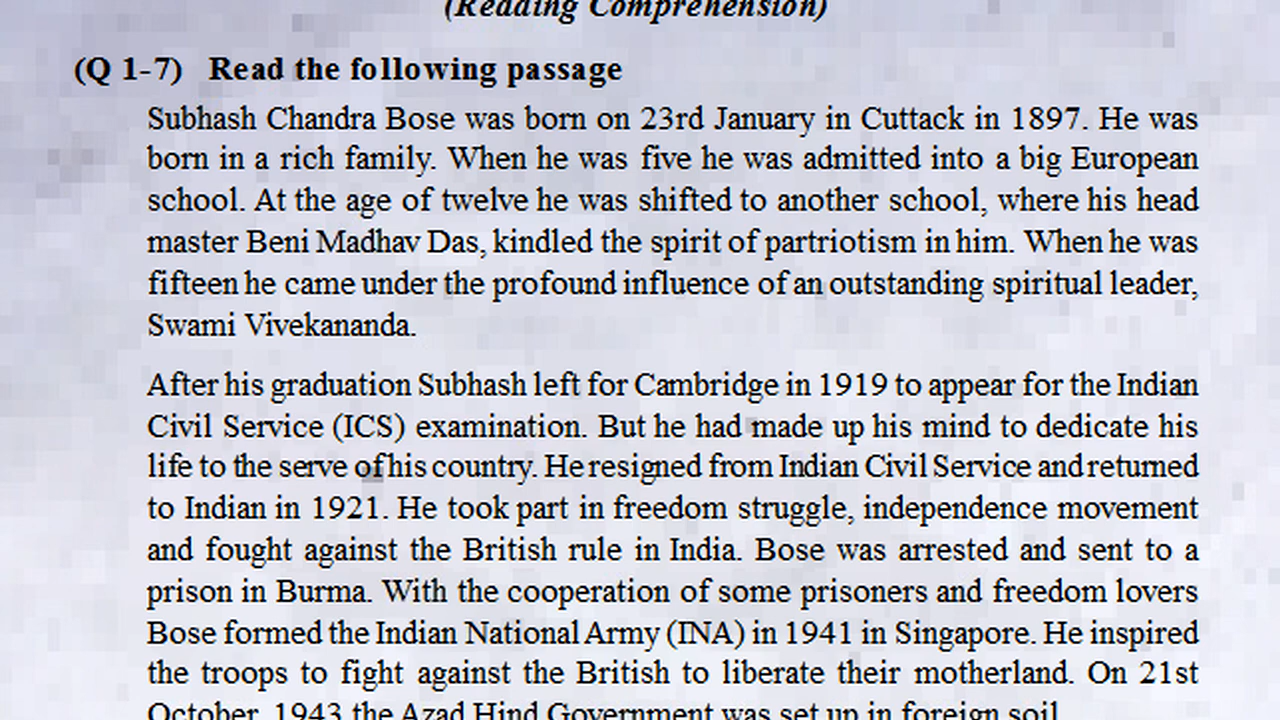 (Reading Comprehension)
(Q 1-7) Read the following passage
Subhash Chandra Bose was born on 23rd January in Cuttack in 1897. He was
born in a rich family. When he was five he was admitted into a big European
school. At the age of twelve he was shifted to another school, where his head
master Beni Madhav Das, kindled the spirit of partriotism in him. When he was
fifteen he came under the profound influence of an outstanding spiritual leader,
Swami Vivekananda.
After his graduation Subhash left for Cambridge in 1919 to appear for the Indian
Civil Service (ICS) examination. But he had made up his mind to dedicate his
life to the serve of his country. He resigned from Indian Civil Service and returned
to Indian in 1921. He took part in freedom struggle, independence movement
and fought against the British rule in India. Bose was arrested and sent to a
prison in Burma. With the cooperation of some prisoners and freedom lovers
Bose formed the Indian National Army (INA) in 1941 in Singapore. He inspired
the troops to fight against the British to liberate their motherland. On 21st
October, 1943 the Azad Hind Government was set up in foreign soil.